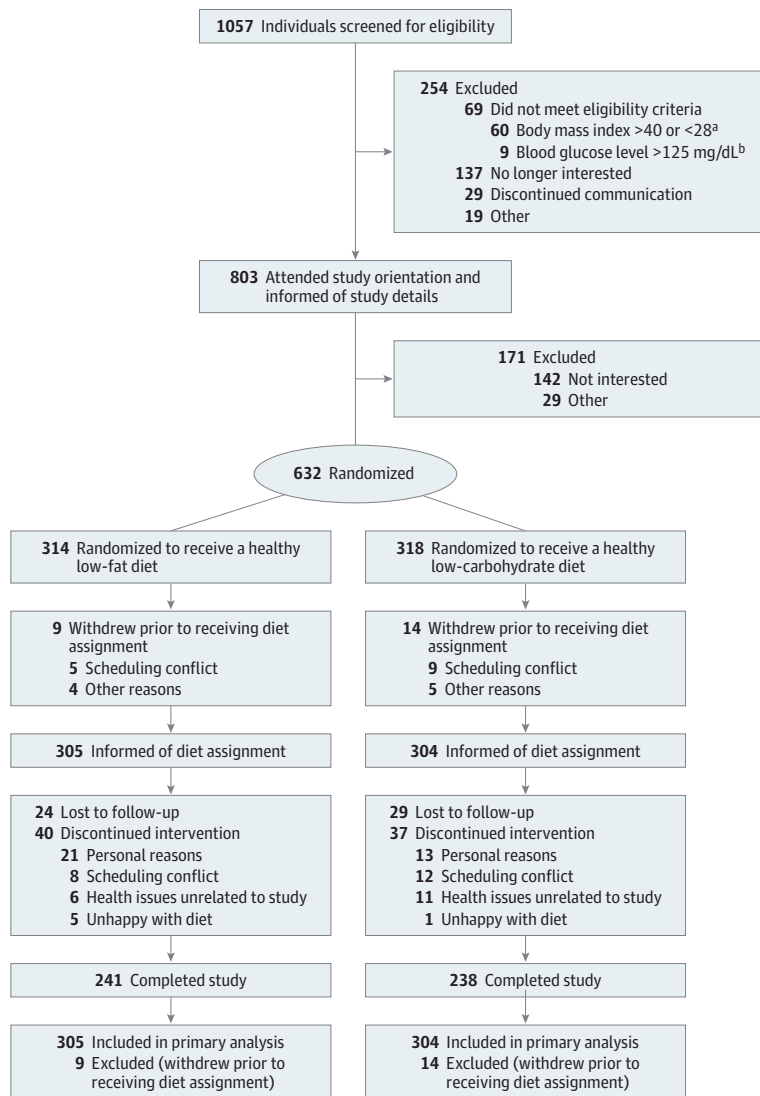 1057 Individuals screened for eligibility
254 Excluded
69 Did not meet eligibility criteria
60 Body mass index >40 or <28a
9 Blood glucose level >125 mg/dLb
137 No longer interested
29 Discontinued communication
19 Other
803 Attended study orientation and
informed of study details
171 Excluded
142 Not interested
29 Other
632 Randomized
314 Randomized to receive a healthy
low-fat diet
9 Withdrew prior to receiving diet
assignment
5 Scheduling conflict
4 Other reasons
305 Informed of diet assignment
24 Lost to follow-up
40 Discontinued intervention
21 Personal reasons
8 Scheduling conflict
6 Health issues unrelated to study
5 Unhappy with diet
241 Completed study
305 Included in primary analysis
9 Excluded (withdrew prior to
receiving diet assignment)
318 Randomized to receive a healthy
low-carbohydrate diet
14 Withdrew prior to receiving diet
assignment
9 Scheduling conflict
5 Other reasons
304 Informed of diet assignment
29 Lost to follow-up
37 Discontinued intervention
13 Personal reasons
12 Scheduling conflict
11 Health issues unrelated to study
1 Unhappy with diet
238 Completed study
304 Included in primary analysis
14 Excluded (withdrew prior to
receiving diet assignment)